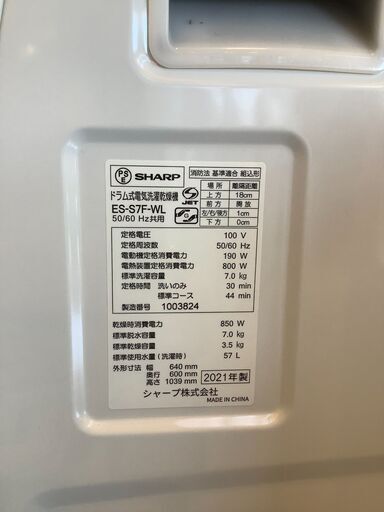 PS E SHARP
ドラム式電気洗濯乾燥機
ES-S7F-WL
50/60 Hz共用
JET
消防法 基準適合 組込形
場所 離隔距離
上方 18cm
前方 開放
左/右/後方 1cm
下方 0cm
定格電圧 100 V
定格周波数 50/60 Hz
電動機定格消費電力 190 W
電熱装置定格消費電力 800 W
標準洗濯容量 7.0 kg
定格時間 洗いのみ 30 min
標準コース 44 min
製造番号 1003824
乾燥時消費電力 850 W
標準脱水容量 7.0 kg
標準乾燥容量 3.5 kg
標準使用水量 (洗濯時) 57 L
外形寸法 幅 640 mm
奥行 600 mm
高さ 1039 mm
2021年製
シャープ株式会社
MADE IN CHINA